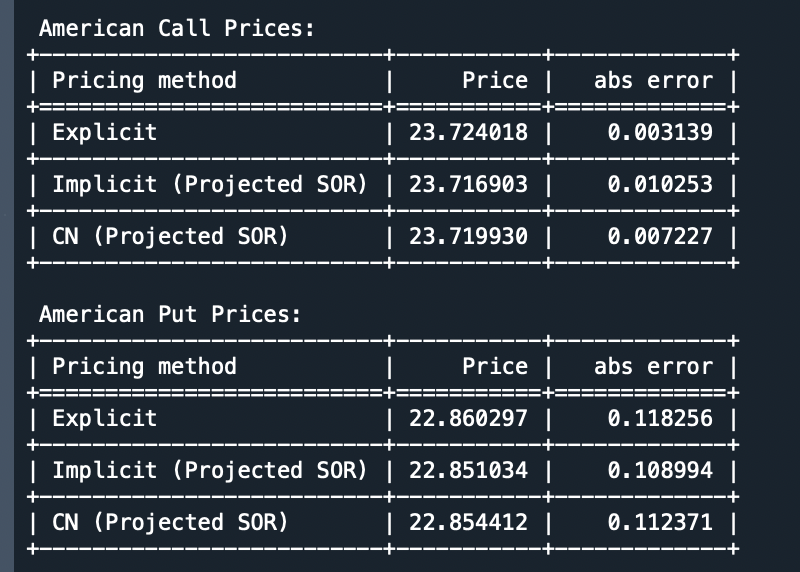 American Call Prices:
+--------------------------+-----------+-------------+
| Pricing method           |     Price |   abs error |
+==========================+===========+=============+
| Explicit                 | 23.724018 |    0.003139 |
+--------------------------+-----------+-------------+
| Implicit (Projected SOR) | 23.716903 |    0.010253 |
+--------------------------+-----------+-------------+
| CN (Projected SOR)       | 23.719930 |    0.007227 |
+--------------------------+-----------+-------------+
American Put Prices:
+--------------------------+-----------+-------------+
| Pricing method           |     Price |   abs error |
+==========================+===========+=============+
| Explicit                 | 22.860297 |    0.118256 |
+--------------------------+-----------+-------------+
| Implicit (Projected SOR) | 22.851034 |    0.108994 |
+--------------------------+-----------+-------------+
| CN (Projected SOR)       | 22.854412 |    0.112371 |
+--------------------------+-----------+-------------+